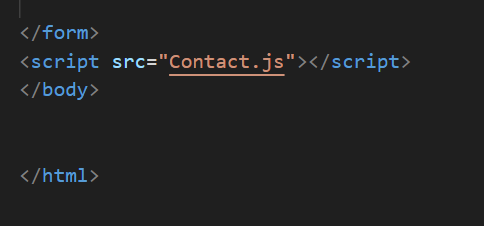 </form>
<script src="Contact.js"></script>
</body>
</html>